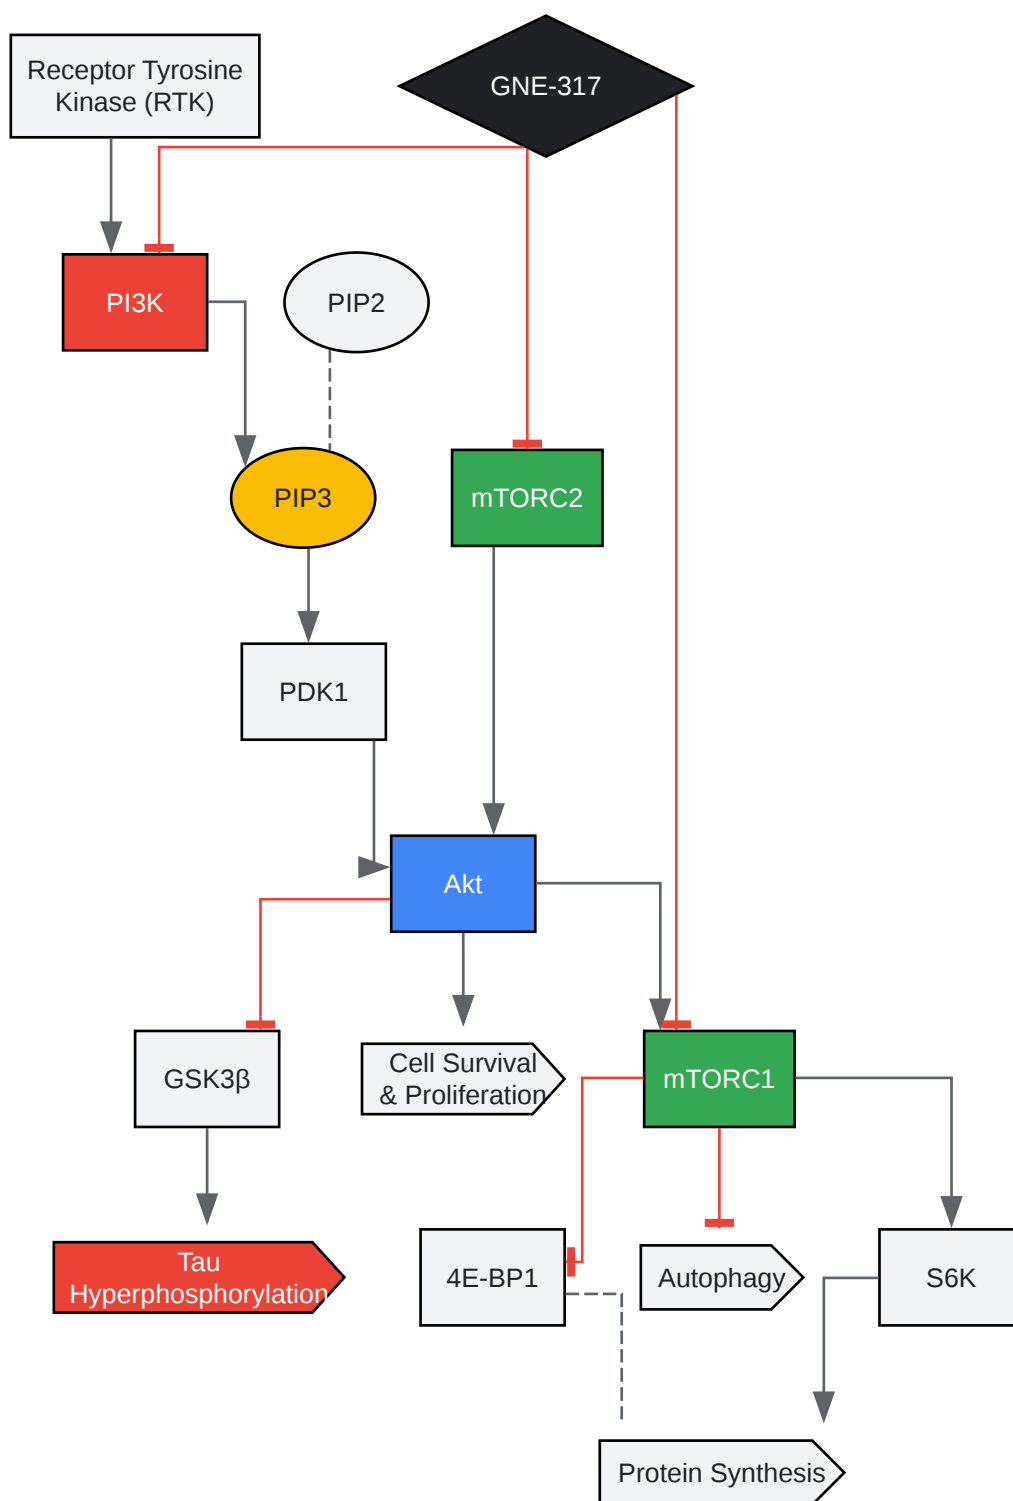 Receptor Tyrosine
Kinase (RTK)
GNE-317
PI3K
PIP2
PIP3
mTORC2
PDK1
Akt
GSK3β
Cell Survival
& Proliferation
mTORC1
Tau
Hyperphosphorylation
4E-BP1
Autophagy
S6K
Protein Synthesis